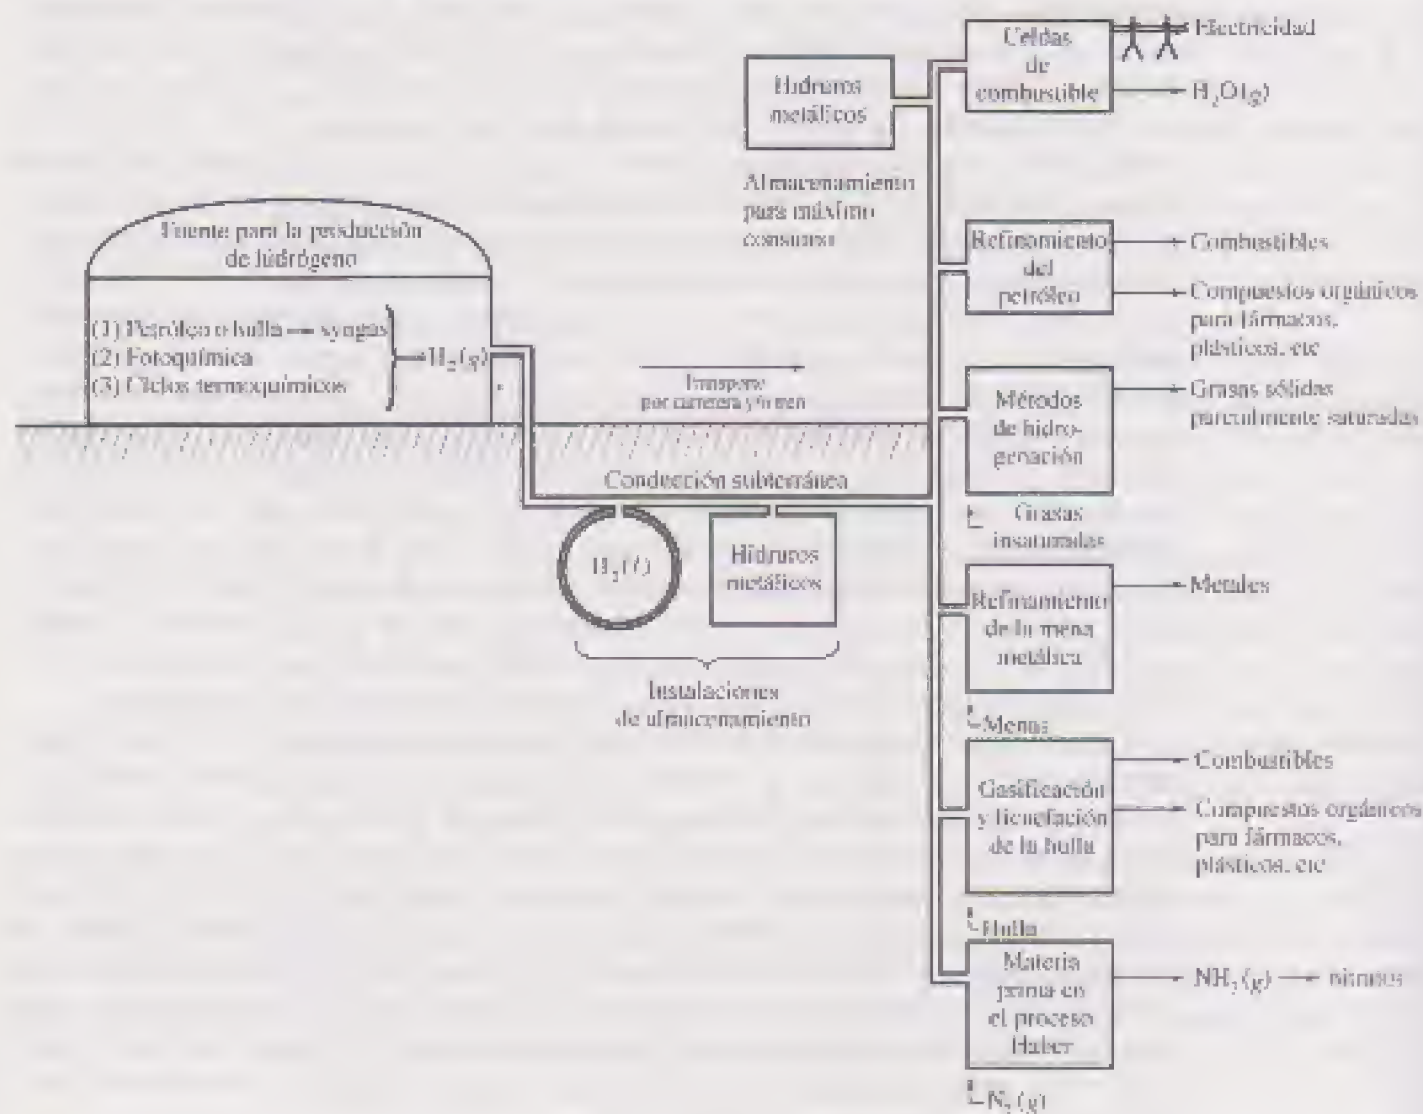 Celdas
de
combustible
Electricidad
H₂O(g)
Hidruros
metálicos
Almacenamiento
para máximo
consumo
Fuente para la producción
de hidrógeno
(1) Petróleo o hulla → syngas
(2) Fotoquímica
(3) Ciclos termoquímicos
→ H₂(g)
Transporte
por carretera y/o tren
Refinamiento
del
petróleo
Combustibles
Compuestos orgánicos
para fármacos,
plásticos, etc
Métodos
de hidro-
genación
Grasas sólidas
parcialmente saturadas
Grasas
insaturadas
Conducción subterránea
H₂(ℓ)
Hidruros
metálicos
Instalaciones
de almacenamiento
Refinamiento
de la mena
metálica
Metales
Menas
Gasificación
y licuefación
de la hulla
Combustibles
Compuestos orgánicos
para fármacos,
plásticos, etc
Hulla
Materia
prima en
el proceso
Haber
NH₃(g) → nitratos
N₂(g)